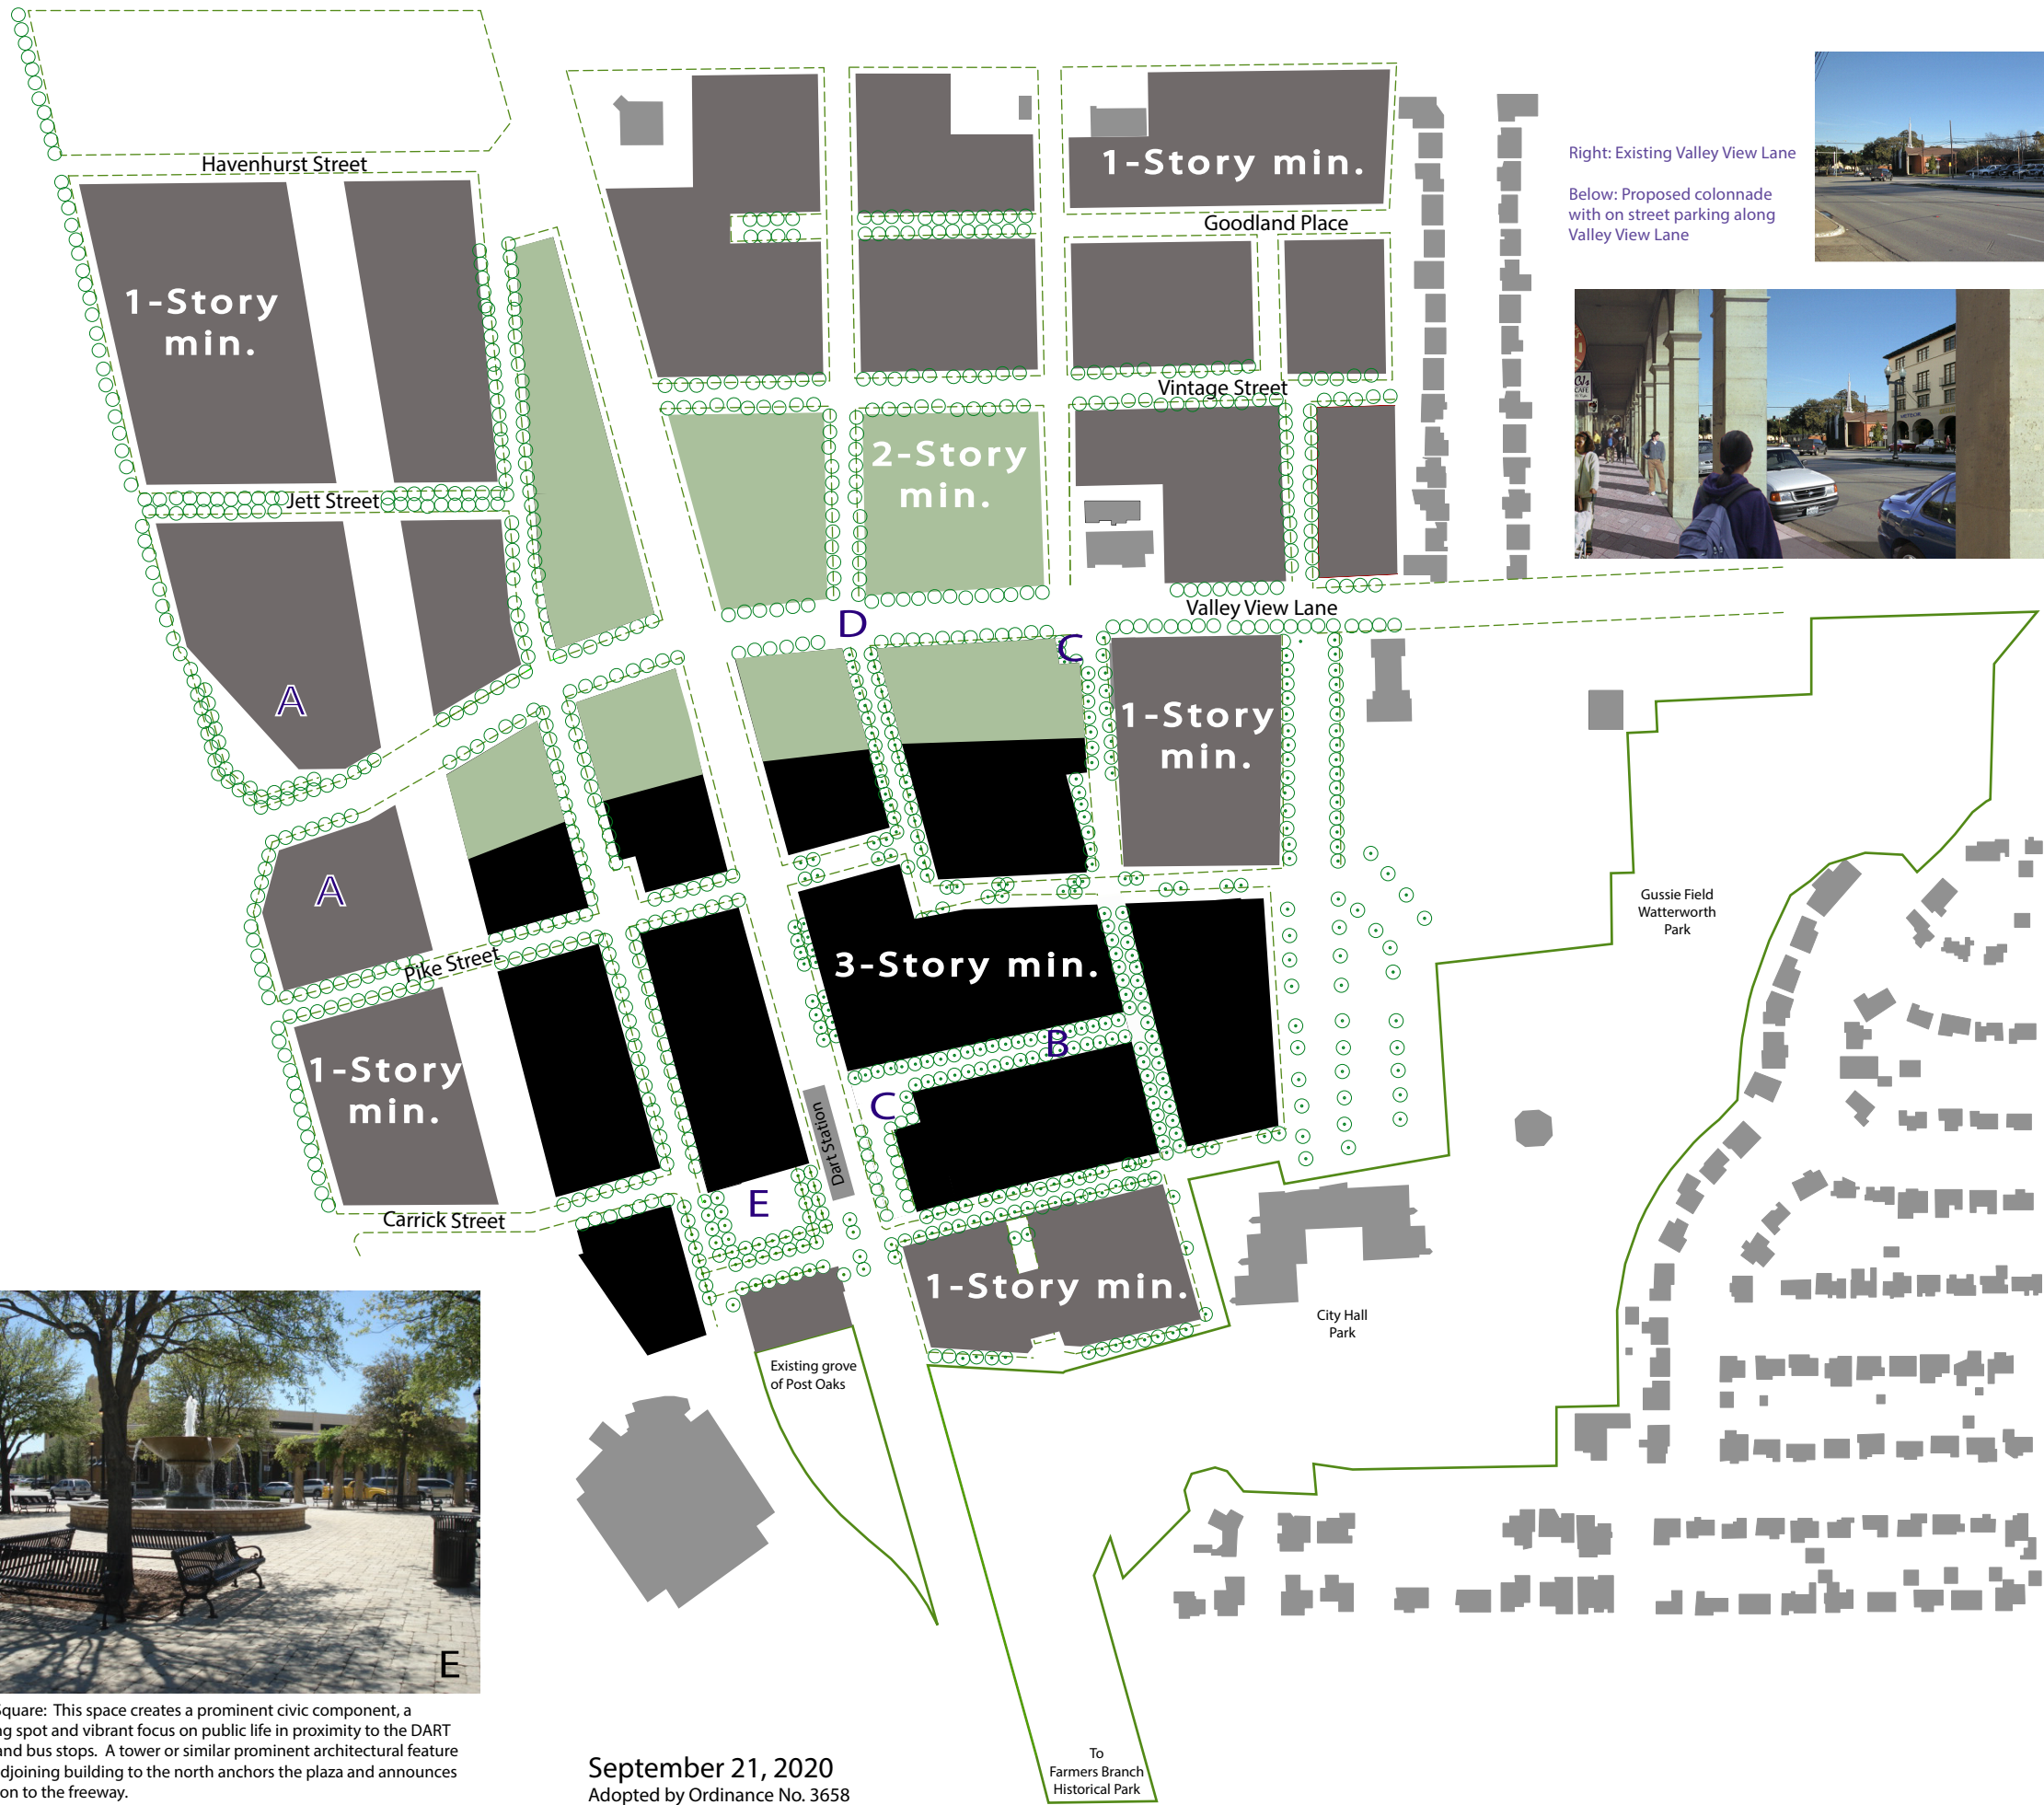 Havenhurst Street
1-Story min.
Goodland Place
Right: Existing Valley View Lane
Below: Proposed colonnade
with on street parking along
Valley View Lane
1-Story
min.
Vintage Street
CAFE
2-Story
min.
Jett Street
Valley View Lane
D
C
A
1-Story
min.
A
Gussie Field
Watterworth
Park
Pike Street
3-Story min.
B
1-Story
min.
C
Dart Station
E
Carrick Street
1-Story min.
City Hall
Park
Existing grove
of Post Oaks
E
Square: This space creates a prominent civic component, a
spot and vibrant focus on public life in proximity to the DART
and bus stops. A tower or similar prominent architectural feature
building to the north anchors the plaza and announces
to the freeway.
September 21, 2020
Adopted by Ordinance No. 3658
To
Farmers Branch
Historical Park